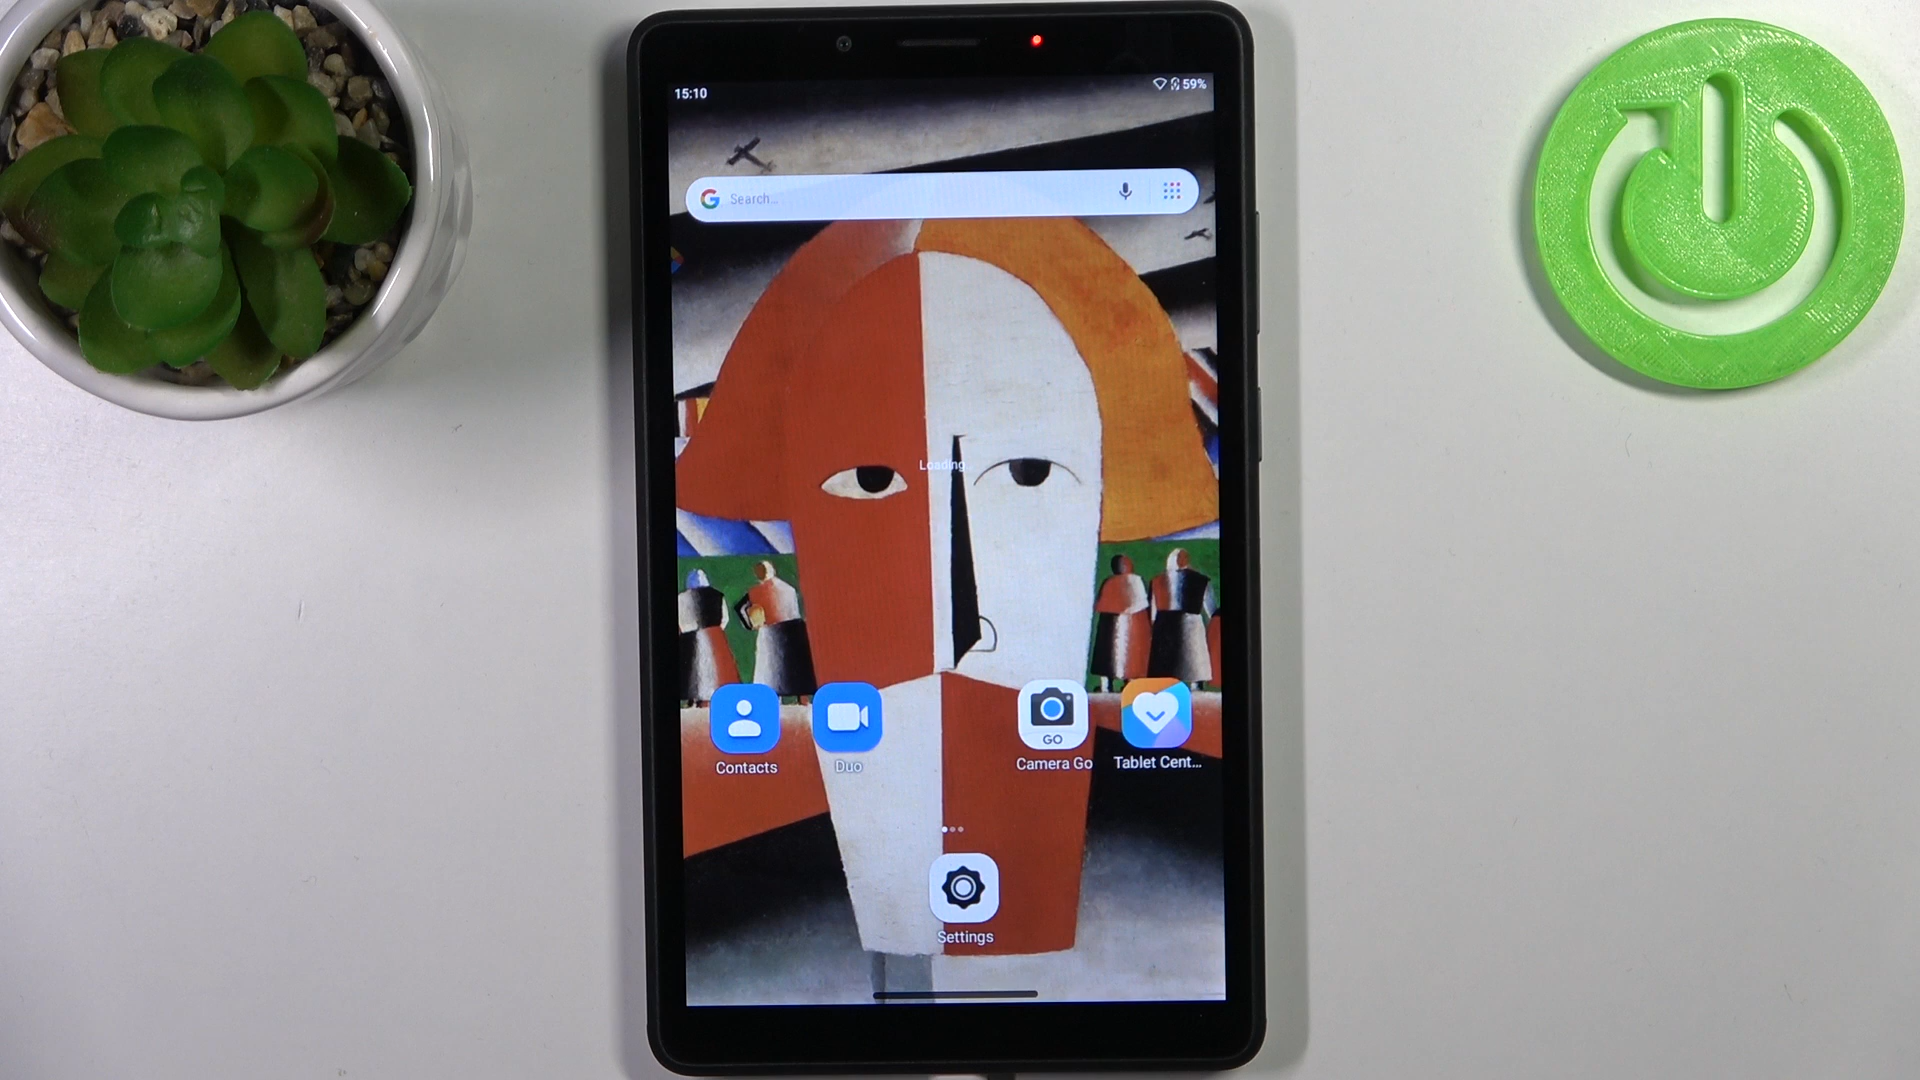 15:10
59%
Search...
Loading...
GO
Contacts
Duo
Camera Go
Tablet Cent...
Settings